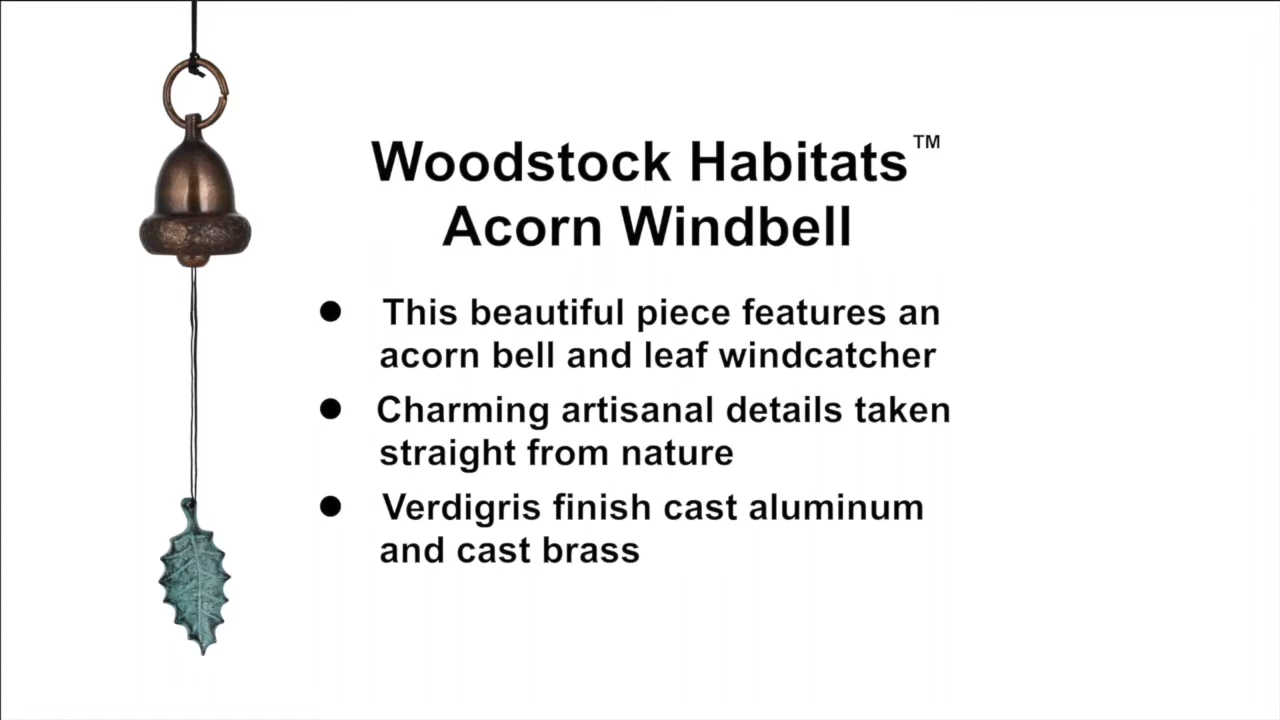 Woodstock Habitats™
Acorn Windbell
● This beautiful piece features an
acorn bell and leaf windcatcher
● Charming artisanal details taken
straight from nature
● Verdigris finish cast aluminum
and cast brass